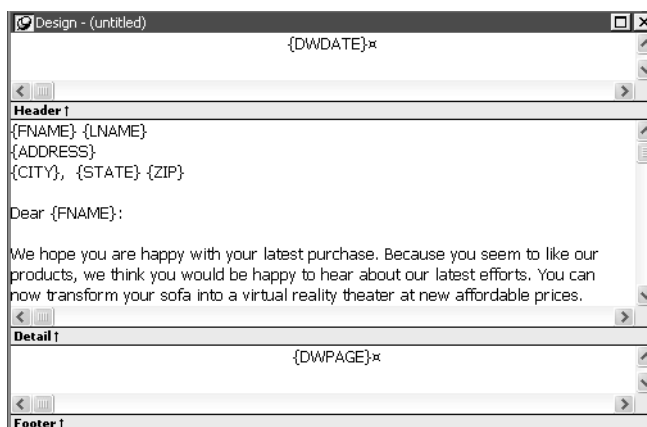 Design - (untitled)
{DWDATE}¤
Header ↑
{FNAME} {LNAME}
{ADDRESS}
{CITY},  {STATE} {ZIP}
Dear {FNAME}:
We hope you are happy with your latest purchase. Because you seem to like our
products, we think you would be happy to hear about our latest efforts. You can
now transform your sofa into a virtual reality theater at new affordable prices.
Detail ↑
{DWPAGE}¤
Footer ↑